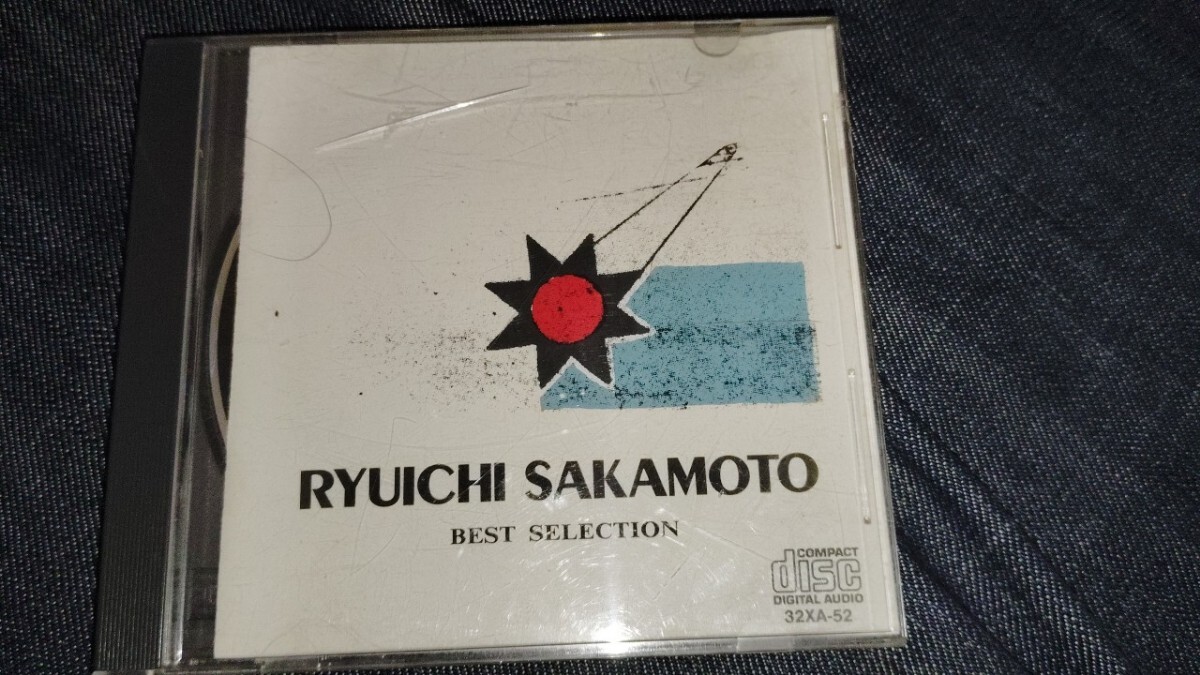 RYUICHI SAKAMOTO
BEST SELECTION
COMPACT
disc
DIGITAL AUDIO
32XA-52